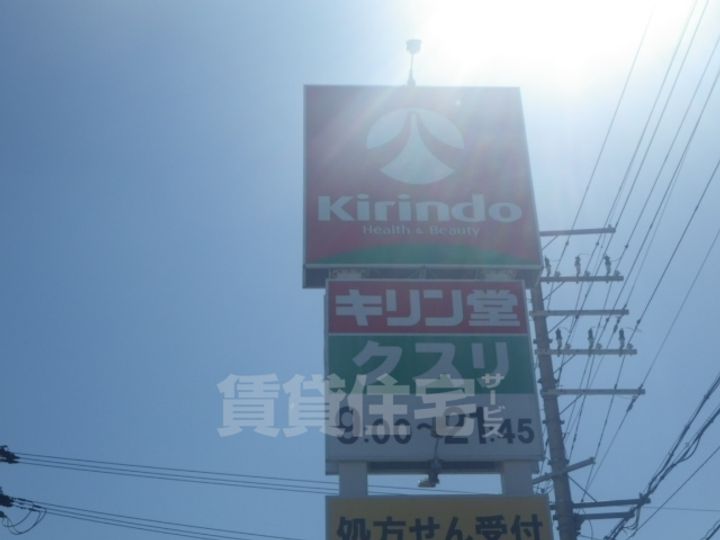 Kirindo
Health & Beauty
キリン堂
クスリ
9:00～21:45
賃貸住宅サービス
処方せん受付